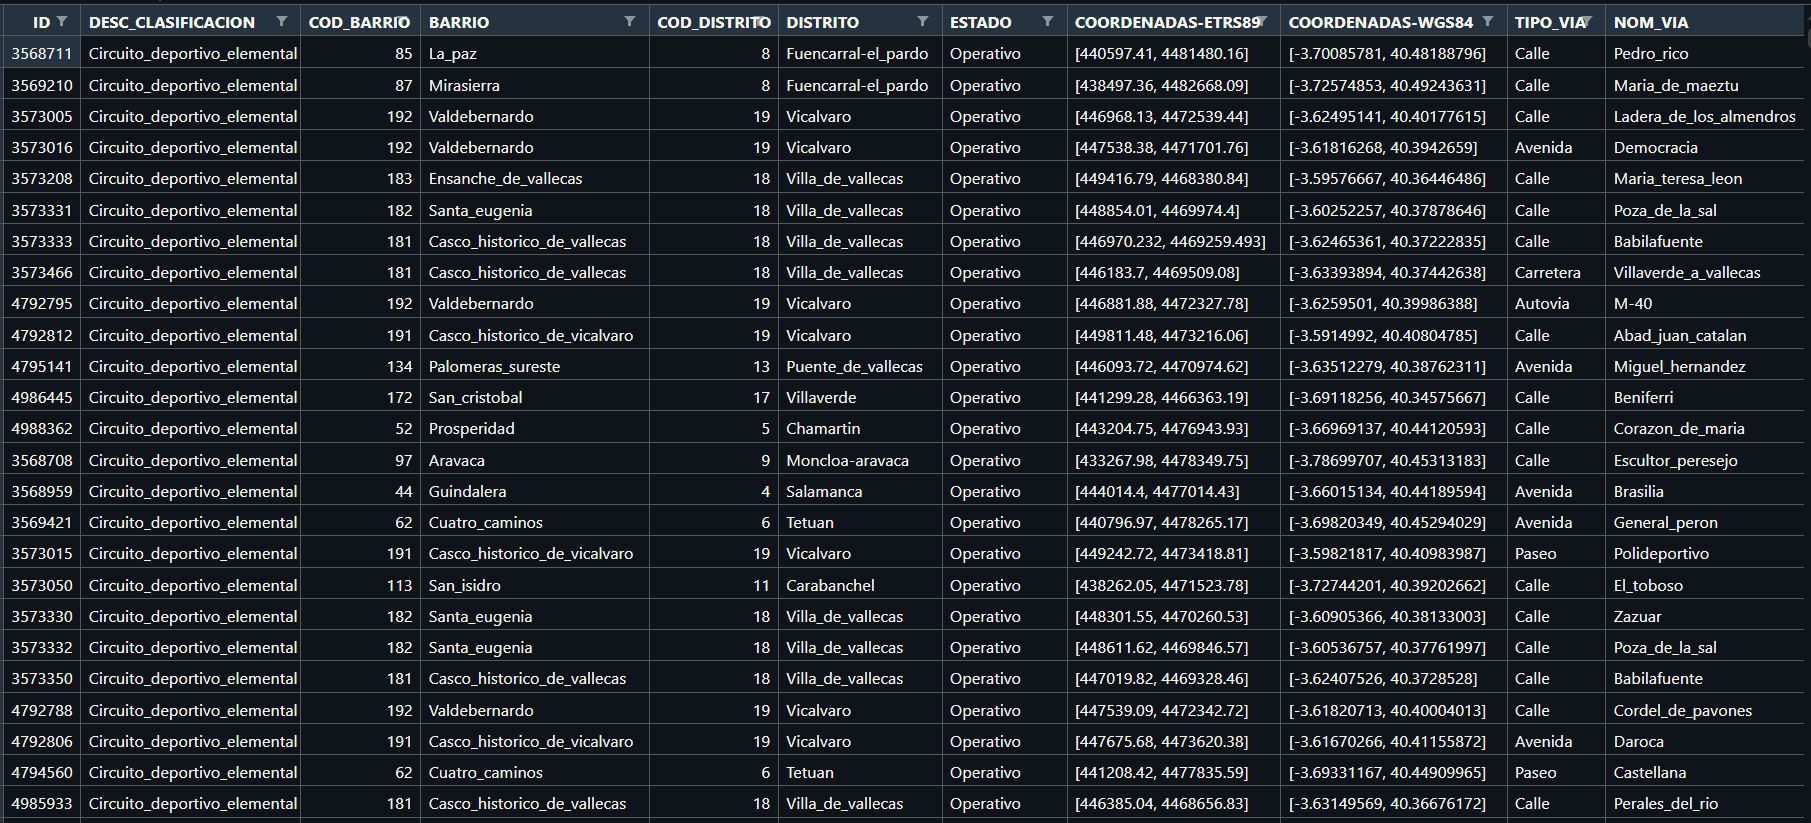 ID DESC_CLASIFICACION COD_BARRIO BARRIO COD_DISTRITO DISTRITO ESTADO COORDENADAS-ETRS89 COORDENADAS-WGS84 TIPO_VIA NOM_VIA
3568711 Circuito_deportivo_elemental 85 La_paz 8 Fuencarral-el_pardo Operativo [440597.41, 4481480.16] [-3.70085781, 40.48188796] Calle Pedro_rico
3569210 Circuito_deportivo_elemental 87 Mirasierra 8 Fuencarral-el_pardo Operativo [438497.36, 4482668.09] [-3.72574853, 40.49243631] Calle Maria_de_maeztu
3573005 Circuito_deportivo_elemental 192 Valdebernardo 19 Vicalvaro Operativo [446968.13, 4472539.44] [-3.62495141, 40.40177615] Calle Ladera_de_los_almendros
3573016 Circuito_deportivo_elemental 192 Valdebernardo 19 Vicalvaro Operativo [447538.38, 4471701.76] [-3.61816268, 40.3942659] Avenida Democracia
3573208 Circuito_deportivo_elemental 183 Ensanche_de_vallecas 18 Villa_de_vallecas Operativo [449416.79, 4468380.84] [-3.59576667, 40.36446486] Calle Maria_teresa_leon
3573331 Circuito_deportivo_elemental 182 Santa_eugenia 18 Villa_de_vallecas Operativo [448854.01, 4469974.4] [-3.60252257, 40.37878646] Calle Poza_de_la_sal
3573333 Circuito_deportivo_elemental 181 Casco_historico_de_vallecas 18 Villa_de_vallecas Operativo [446970.232, 4469259.493] [-3.62465361, 40.37222835] Calle Babilafuente
3573466 Circuito_deportivo_elemental 181 Casco_historico_de_vallecas 18 Villa_de_vallecas Operativo [446183.7, 4469509.08] [-3.63393894, 40.37442638] Carretera Villaverde_a_vallecas
4792795 Circuito_deportivo_elemental 192 Valdebernardo 19 Vicalvaro Operativo [446881.88, 4472327.78] [-3.6259501, 40.39986388] Autovia M-40
4792812 Circuito_deportivo_elemental 191 Casco_historico_de_vicalvaro 19 Vicalvaro Operativo [449811.48, 4473216.06] [-3.5914992, 40.40804785] Calle Abad_juan_catalan
4795141 Circuito_deportivo_elemental 134 Palomeras_sureste 13 Puente_de_vallecas Operativo [446093.72, 4470974.62] [-3.63512279, 40.38762311] Avenida Miguel_hernandez
4986445 Circuito_deportivo_elemental 172 San_cristobal 17 Villaverde Operativo [441299.28, 4466363.19] [-3.69118256, 40.34575667] Calle Beniferri
4988362 Circuito_deportivo_elemental 52 Prosperidad 5 Chamartin Operativo [443204.75, 4476943.93] [-3.66969137, 40.44120593] Calle Corazon_de_maria
3568708 Circuito_deportivo_elemental 97 Aravaca 9 Moncloa-aravaca Operativo [433267.98, 4478349.75] [-3.78699707, 40.45313183] Calle Escultor_peresejo
3568959 Circuito_deportivo_elemental 44 Guindalera 4 Salamanca Operativo [444014.4, 4477014.43] [-3.66015134, 40.44189594] Avenida Brasilia
3569421 Circuito_deportivo_elemental 62 Cuatro_caminos 6 Tetuan Operativo [440796.97, 4478265.17] [-3.69820349, 40.45294029] Avenida General_peron
3573015 Circuito_deportivo_elemental 191 Casco_historico_de_vicalvaro 19 Vicalvaro Operativo [449242.72, 4473418.81] [-3.59821817, 40.40983987] Paseo Polideportivo
3573050 Circuito_deportivo_elemental 113 San_isidro 11 Carabanchel Operativo [438262.05, 4471523.78] [-3.72744201, 40.39202662] Calle El_toboso
3573330 Circuito_deportivo_elemental 182 Santa_eugenia 18 Villa_de_vallecas Operativo [448301.55, 4470260.53] [-3.60905366, 40.38133003] Calle Zazuar
3573332 Circuito_deportivo_elemental 182 Santa_eugenia 18 Villa_de_vallecas Operativo [448611.62, 4469846.57] [-3.60536757, 40.37761997] Calle Poza_de_la_sal
3573350 Circuito_deportivo_elemental 181 Casco_historico_de_vallecas 18 Villa_de_vallecas Operativo [447019.82, 4469328.46] [-3.62407526, 40.3728528] Calle Babilafuente
4792788 Circuito_deportivo_elemental 192 Valdebernardo 19 Vicalvaro Operativo [447539.09, 4472342.72] [-3.61820713, 40.40004013] Calle Cordel_de_pavones
4792806 Circuito_deportivo_elemental 191 Casco_historico_de_vicalvaro 19 Vicalvaro Operativo [447675.68, 4473620.38] [-3.61670266, 40.41155872] Avenida Daroca
4794560 Circuito_deportivo_elemental 62 Cuatro_caminos 6 Tetuan Operativo [441208.42, 4477835.59] [-3.69331167, 40.44909965] Paseo Castellana
4985933 Circuito_deportivo_elemental 181 Casco_historico_de_vallecas 18 Villa_de_vallecas Operativo [446385.04, 4468656.83] [-3.63149569, 40.36676172] Calle Perales_del_rio